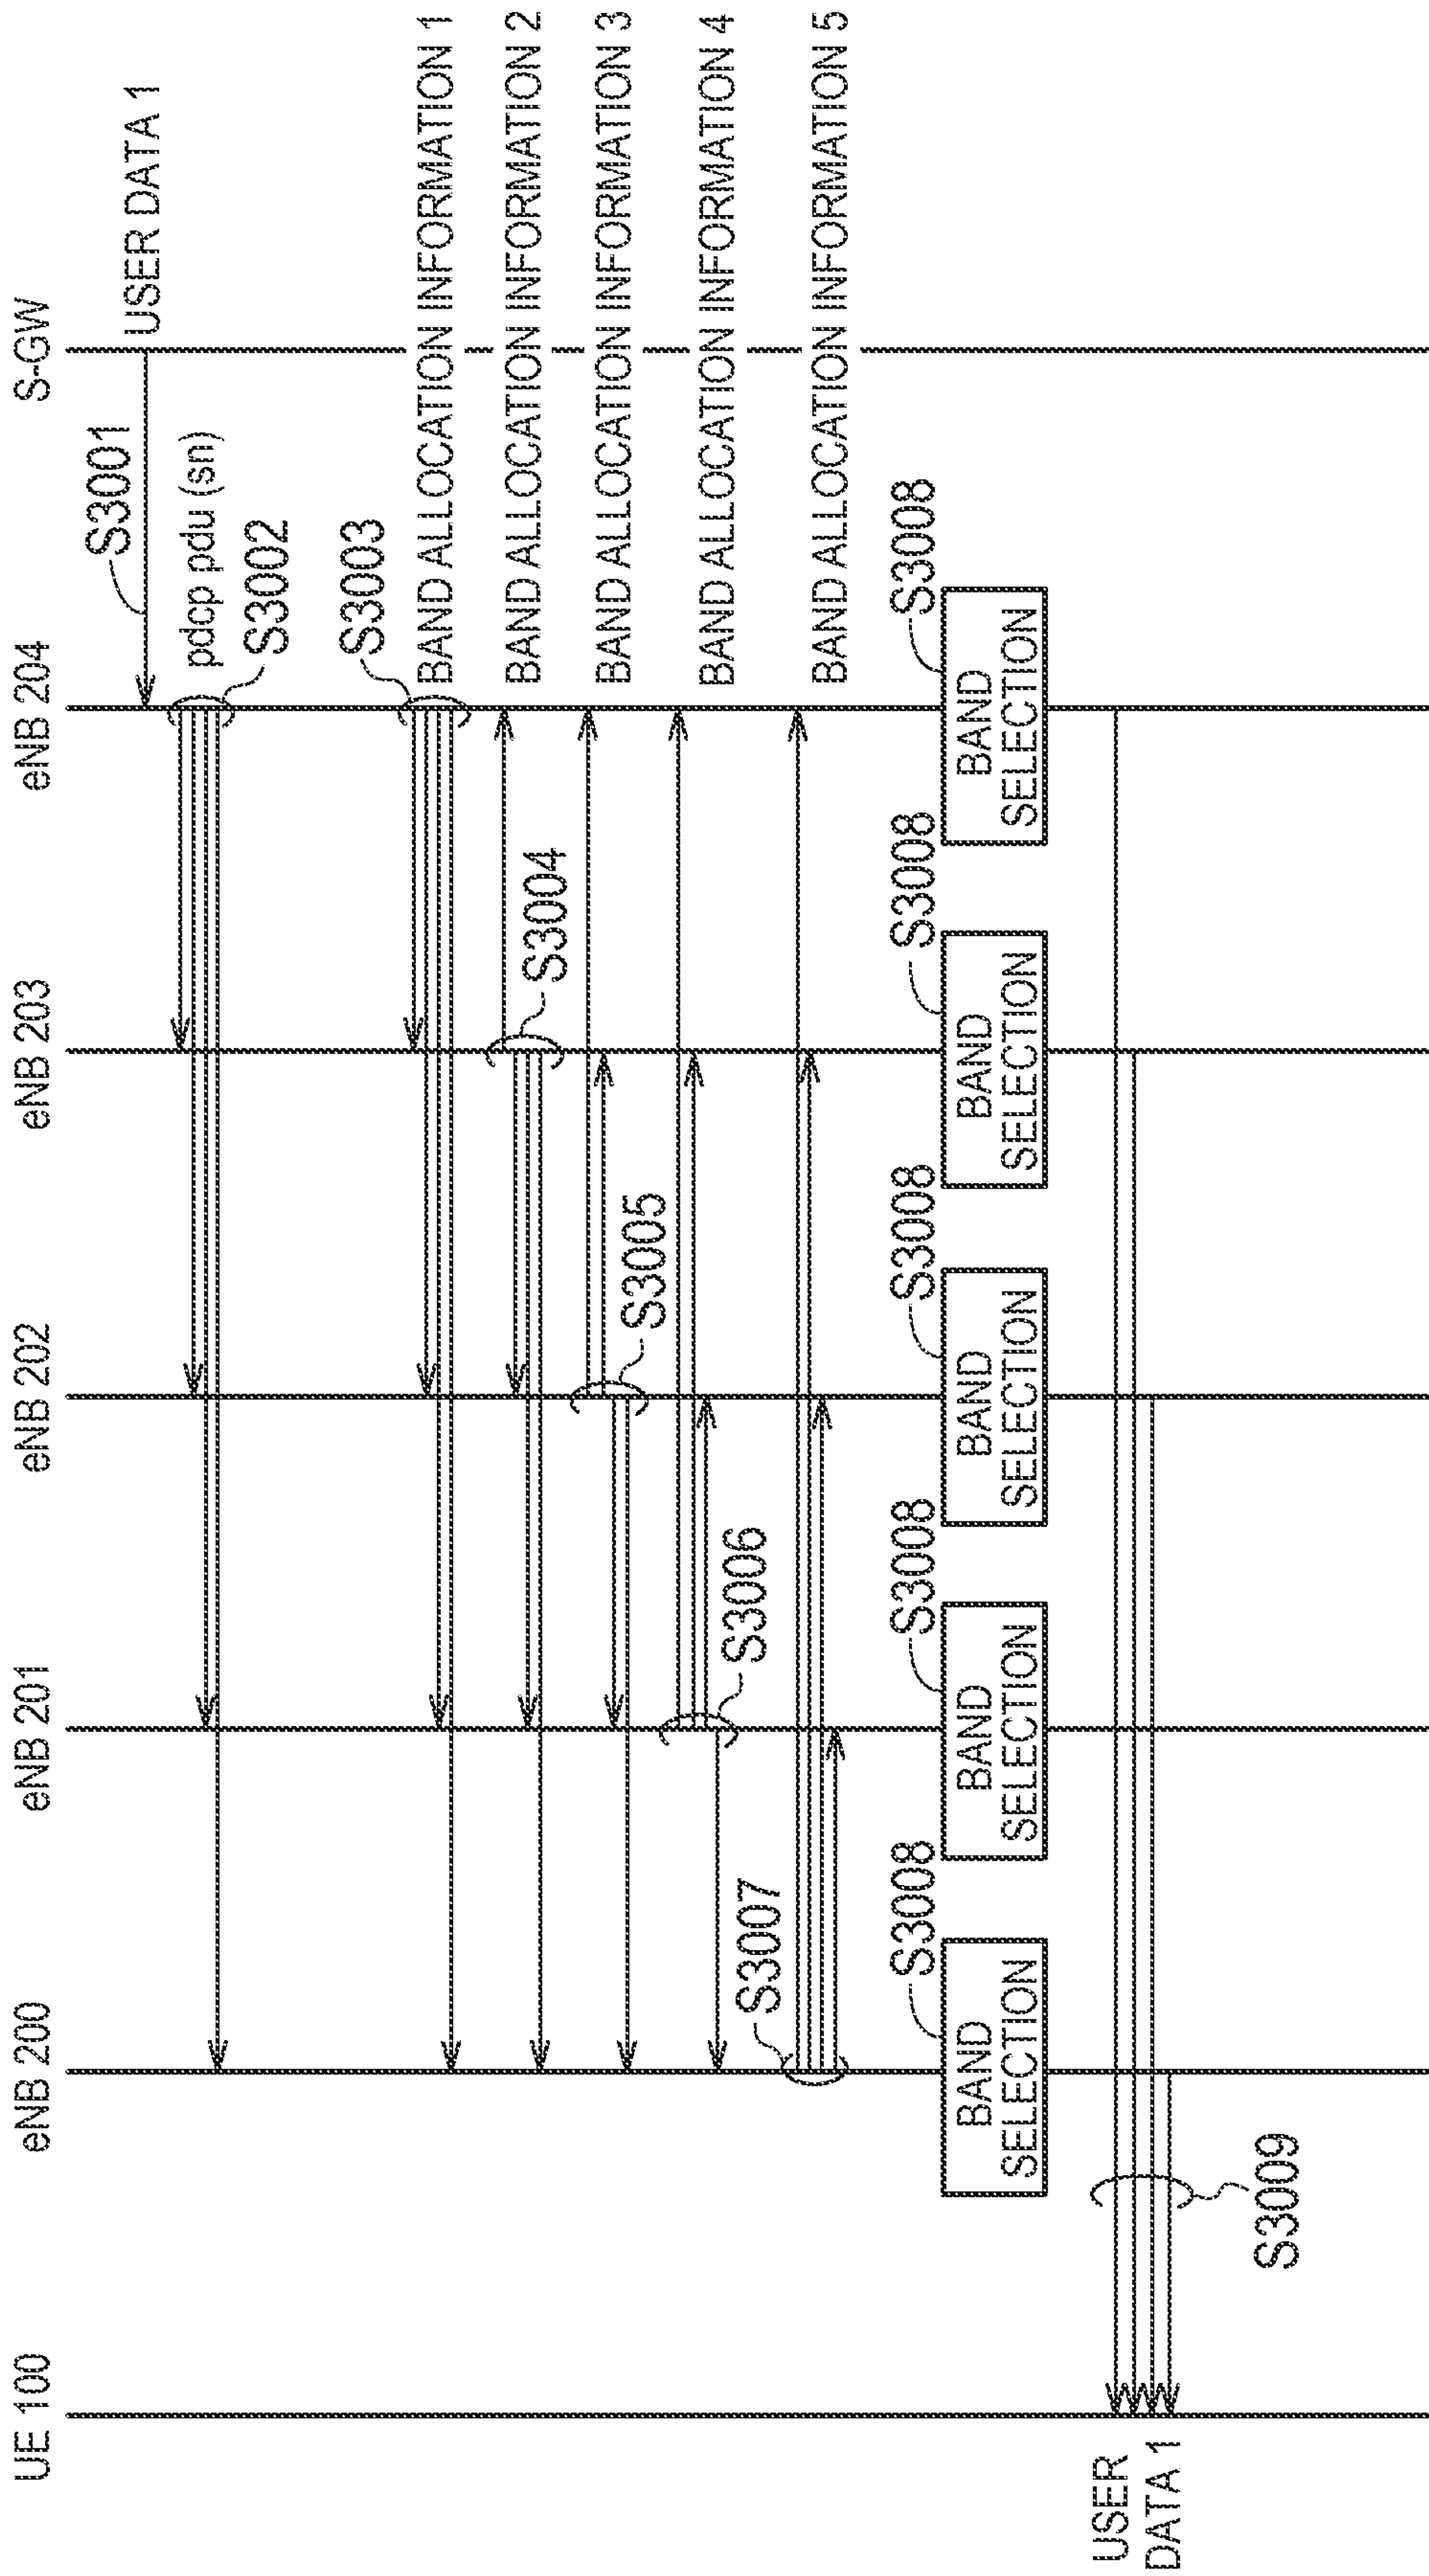 UE 100
eNB 200
eNB 201
eNB 202
eNB 203
eNB 204
S-GW
S3001
USER DATA 1
pdcp pdu (sn)
S3002
S3003
BAND ALLOCATION INFORMATION 1
BAND ALLOCATION INFORMATION 2
S3004
BAND ALLOCATION INFORMATION 3
S3005
BAND ALLOCATION INFORMATION 4
S3006
S3007
BAND ALLOCATION INFORMATION 5
S3008
S3008
S3008
S3008
S3008
BAND
SELECTION
BAND
SELECTION
BAND
SELECTION
BAND
SELECTION
BAND
SELECTION
USER
DATA 1
S3009